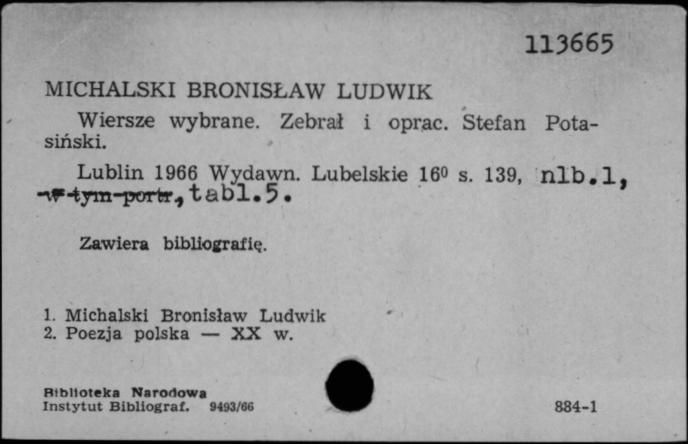 113665
MICHALSKI BRONISŁAW LUDWIK
Wiersze wybrane. Zebrał i oprac. Stefan Pota-
siński.
Lublin 1966 Wydawn. Lubelskie 16⁰ s. 139, nlb.1,
w tym portr., tabl.5.
Zawiera bibliografię.
1. Michalski Bronisław Ludwik
2. Poezja polska — XX w.
Biblioteka Narodowa
Instytut Bibliograf. 9493/66
884-1